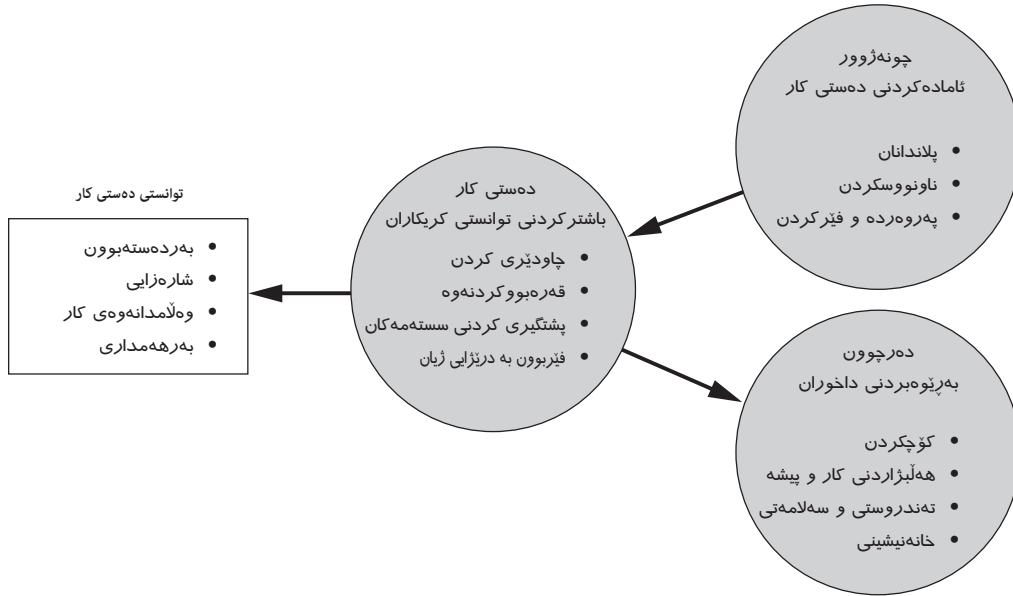 چونەژوور
ئامادەکردنی دەستی کار
• پلاندانان
• ناونووسکردن
• پەروەردە و فێرکردن
دەستی کار
باشترکردنی توانستی کریکاران
• چاودێری کردن
• قەرەبووکردنەوە
• پشتگیری کردنی سستەمەکان
• فێربوون بە درێژایی ژیان
توانستی دەستی کار
• بەردەستەبوون
• شارەزایی
• وەڵامدانەوەی کار
• بەرهەمداری
دەرچوون
بەڕێوەبردنی داخوران
• کۆچکردن
• هەڵبژاردنی کار و پیشە
• تەندروستی و سەلامەتی
• خانەنیشینی